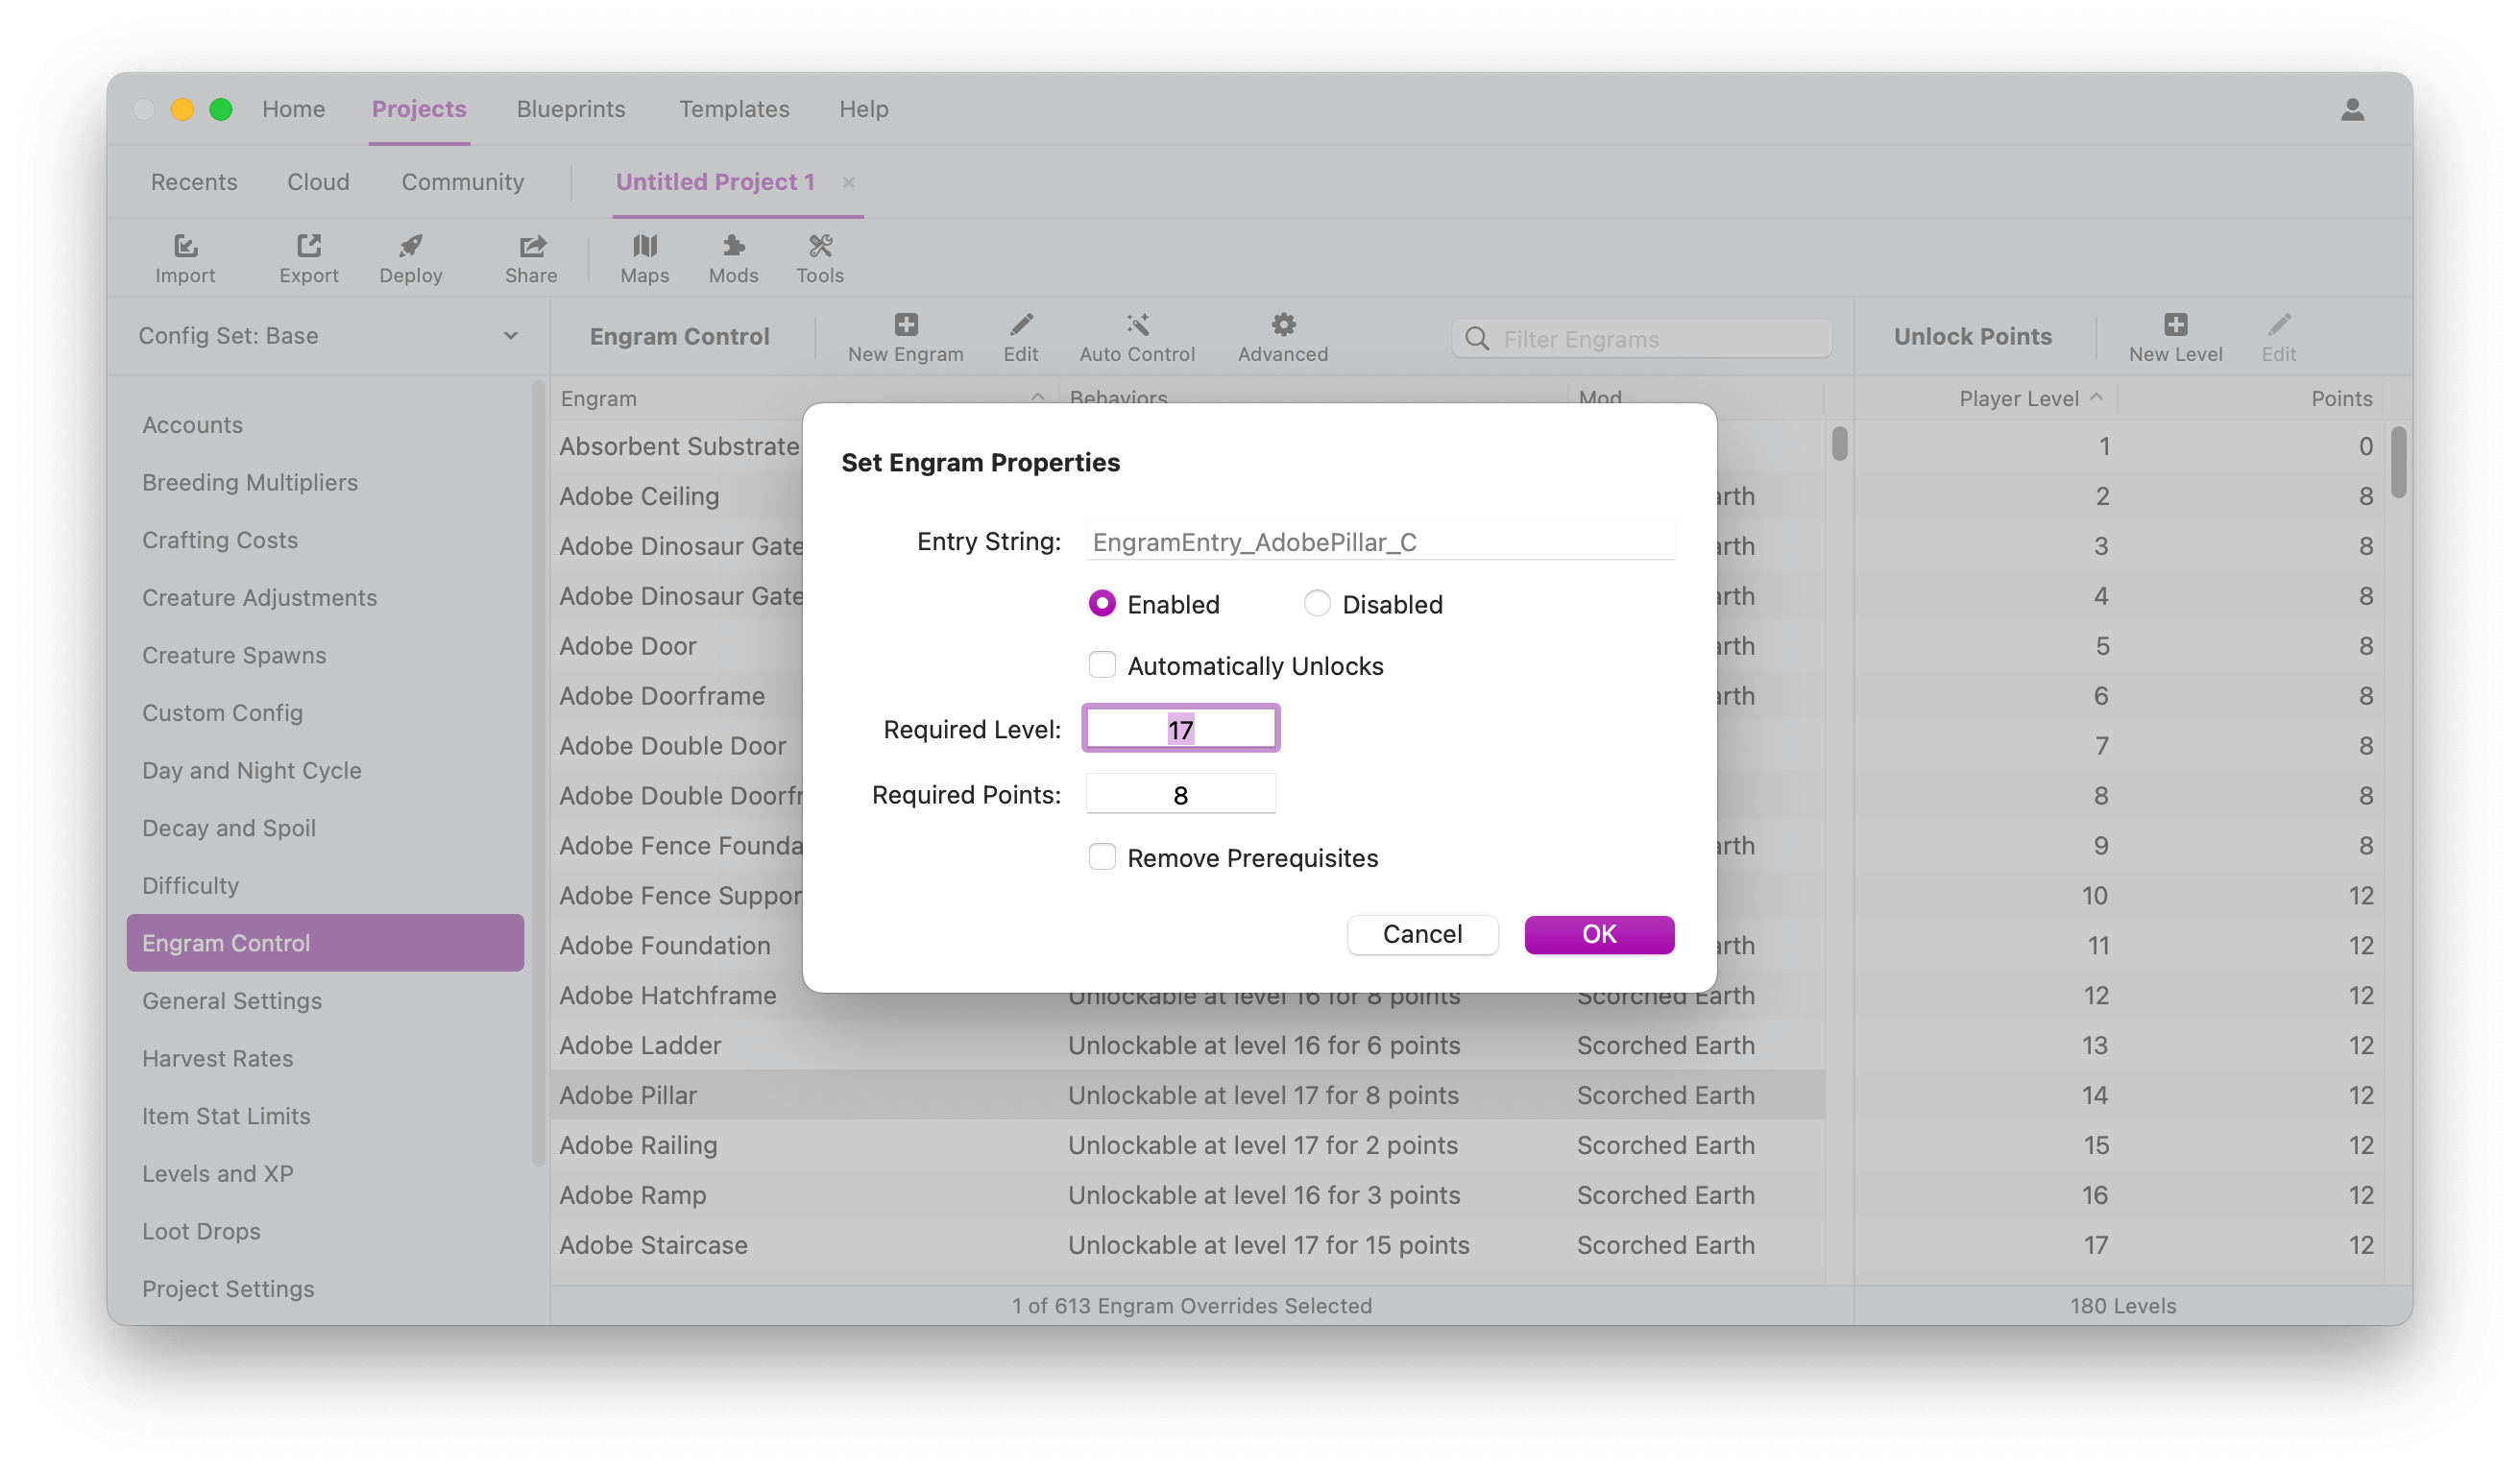 Home Projects Blueprints Templates Help
Recents Cloud Community Untitled Project 1 ×
Import Export Deploy Share Maps Mods Tools
Config Set: Base
Accounts
Breeding Multipliers
Crafting Costs
Creature Adjustments
Creature Spawns
Custom Config
Day and Night Cycle
Decay and Spoil
Difficulty
Engram Control
General Settings
Harvest Rates
Item Stat Limits
Levels and XP
Loot Drops
Project Settings
Engram Control New Engram Edit Auto Control Advanced Filter Engrams
Engram Behaviors Mod
Absorbent Substrate
Adobe Ceiling arth
Adobe Dinosaur Gate arth
Adobe Dinosaur Gate arth
Adobe Door arth
Adobe Doorframe arth
Adobe Double Door
Adobe Double Doorfr
Adobe Fence Founda arth
Adobe Fence Suppor
Adobe Foundation arth
Adobe Hatchframe Unlockable at level 16 for 8 points Scorched Earth
Adobe Ladder Unlockable at level 16 for 6 points Scorched Earth
Adobe Pillar Unlockable at level 17 for 8 points Scorched Earth
Adobe Railing Unlockable at level 17 for 2 points Scorched Earth
Adobe Ramp Unlockable at level 16 for 3 points Scorched Earth
Adobe Staircase Unlockable at level 17 for 15 points Scorched Earth
1 of 613 Engram Overrides Selected
Set Engram Properties
Entry String: EngramEntry_AdobePillar_C
Enabled Disabled
Automatically Unlocks
Required Level: 17
Required Points: 8
Remove Prerequisites
Cancel OK
Unlock Points New Level Edit
Player Level Points
1 0
2 8
3 8
4 8
5 8
6 8
7 8
8 8
9 8
10 12
11 12
12 12
13 12
14 12
15 12
16 12
17 12
180 Levels